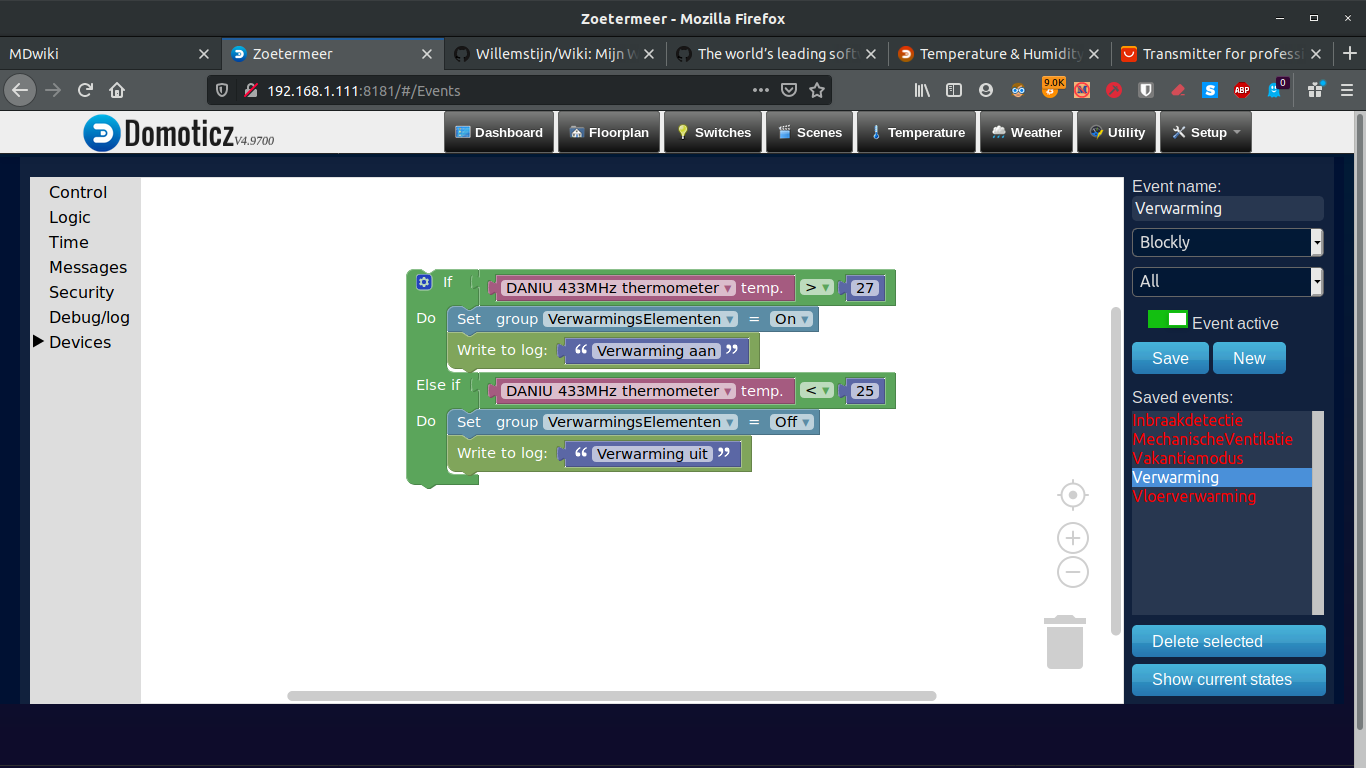 Zoetermeer - Mozilla Firefox
MDwiki
Zoetermeer
Willemstijn/Wiki: Mijn W
The world's leading softw
Temperature & Humidity
Transmitter for professi
192.168.1.111:8181/#/Events
9.0K
ABP
0
Domoticz V4.9700
Dashboard
Floorplan
Switches
Scenes
Temperature
Weather
Utility
Setup
Control
Logic
Time
Messages
Security
Debug/log
Devices
If DANIU 433MHz thermometer temp. > 27
Do Set group VerwarmingsElementen = On
Write to log: “ Verwarming aan ”
Else if DANIU 433MHz thermometer temp. < 25
Do Set group VerwarmingsElementen = Off
Write to log: “ Verwarming uit ”
Event name:
Verwarming
Blockly
All
Event active
Save
New
Saved events:
Inbraakdetectie
MechanischeVentilatie
Vakantiemodus
Verwarming
Vloerverwarming
Delete selected
Show current states